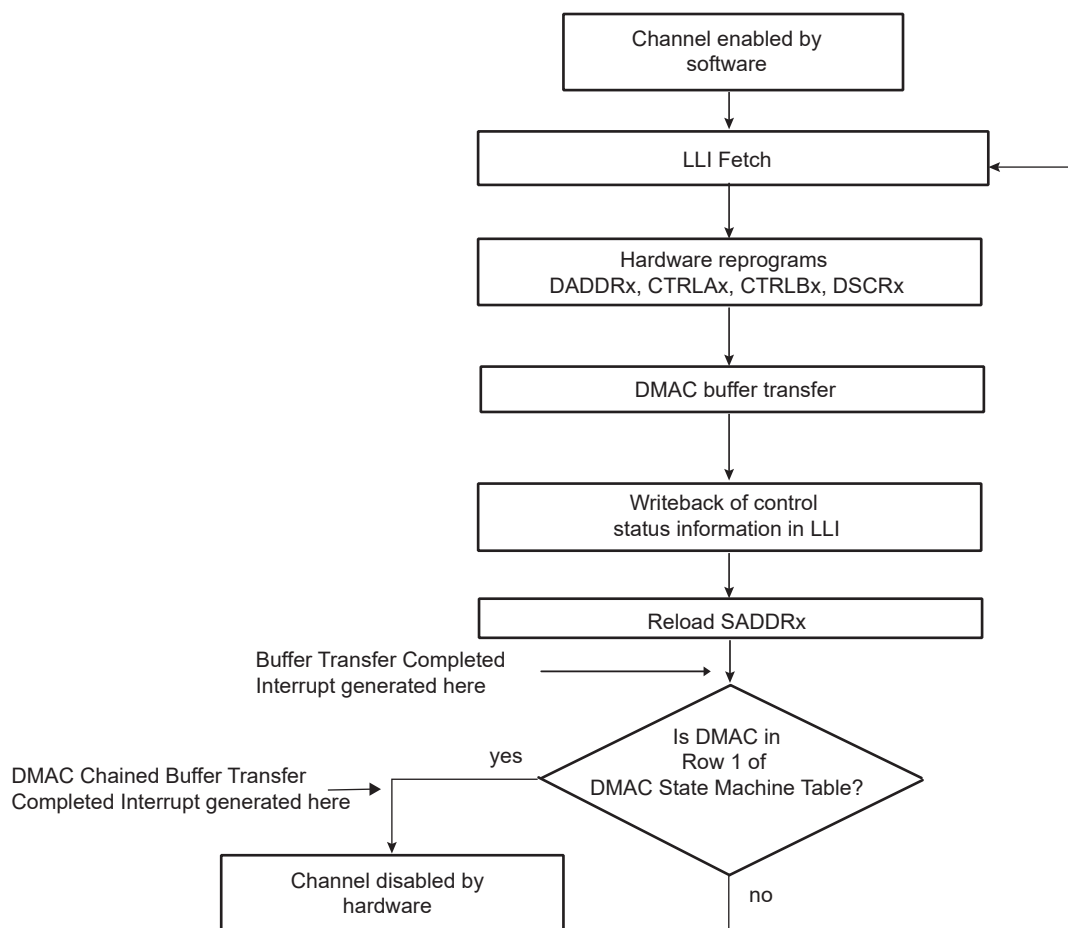 Channel enabled by
software
LLI Fetch
Hardware reprograms
DADDRx, CTRLAx, CTRLBx, DSCRx
DMAC buffer transfer
Writeback of control
status information in LLI
Reload SADDRx
Buffer Transfer Completed
Interrupt generated here
Is DMAC in
Row 1 of
DMAC State Machine Table?
yes
DMAC Chained Buffer Transfer
Completed Interrupt generated here
Channel disabled by
hardware
no